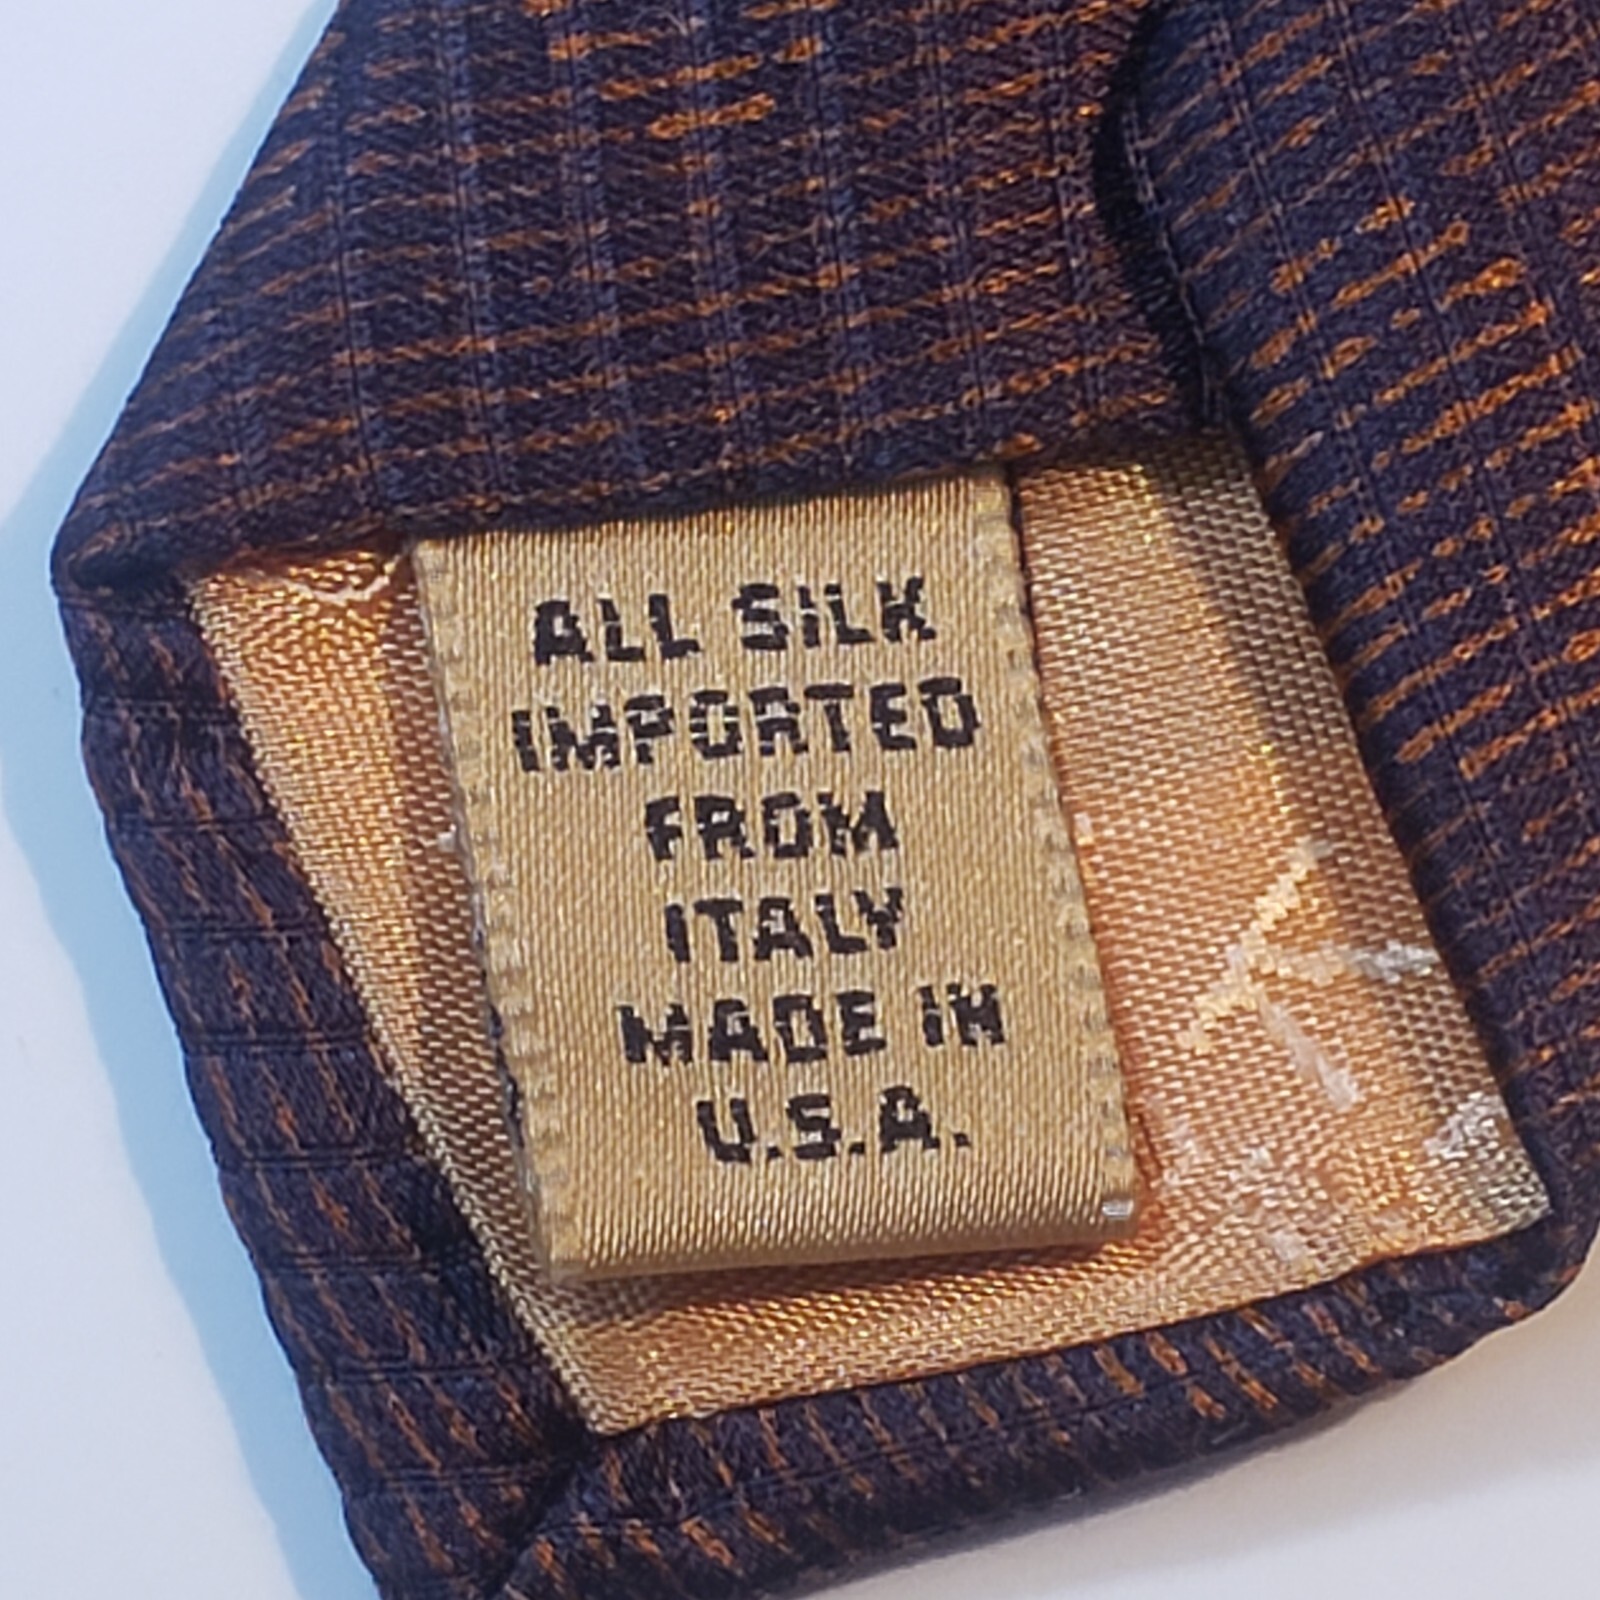 ALL SILK
IMPORTED
FROM
ITALY
MADE IN
U.S.A.